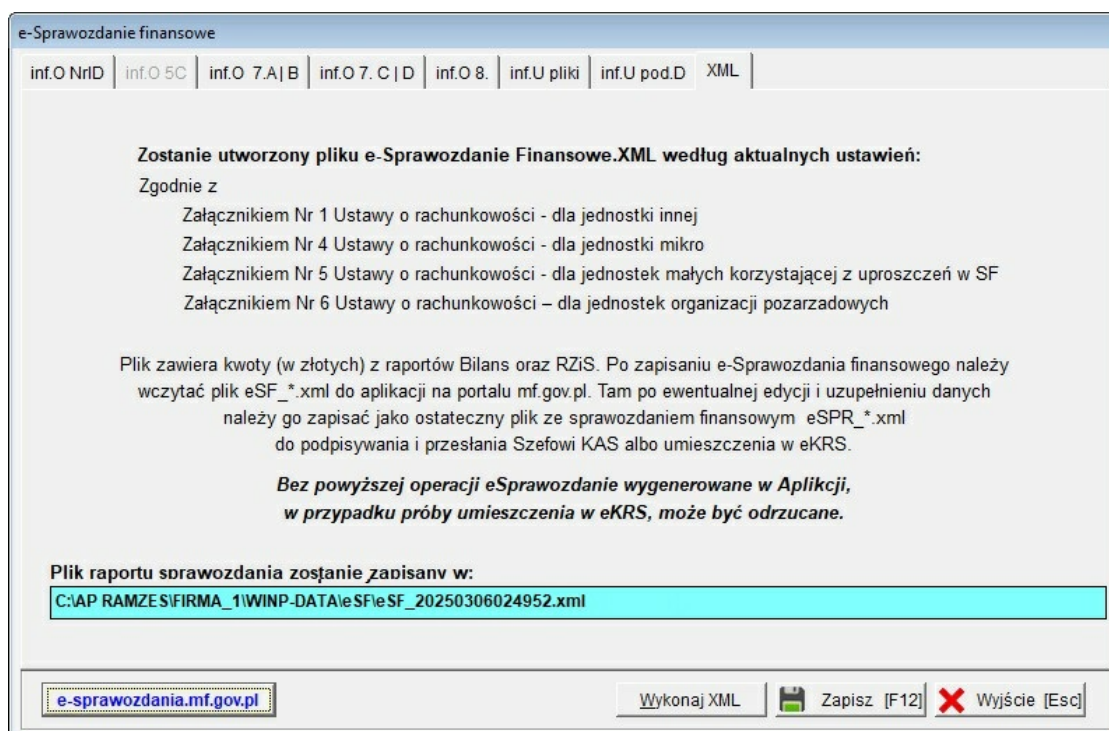 e-Sprawozdanie finansowe
inf.O NrID inf.O 5C inf.O 7.A| B inf.O 7. C | D inf.O 8. inf.U pliki inf.U pod.D XML
Zostanie utworzony pliku e-Sprawozdanie Finansowe.XML według aktualnych ustawień:
Zgodnie z
Załącznikiem Nr 1 Ustawy o rachunkowości - dla jednostki innej
Załącznikiem Nr 4 Ustawy o rachunkowości - dla jednostki mikro
Załącznikiem Nr 5 Ustawy o rachunkowości - dla jednostek małych korzystającej z uproszczeń w SF
Załącznikiem Nr 6 Ustawy o rachunkowości – dla jednostek organizacji pozarzadowych
Plik zawiera kwoty (w złotych) z raportów Bilans oraz RZiS. Po zapisaniu e-Sprawozdania finansowego należy
wczytać plik eSF_*.xml do aplikacji na portalu mf.gov.pl. Tam po ewentualnej edycji i uzupełnieniu danych
należy go zapisać jako ostateczny plik ze sprawozdaniem finansowym eSPR_*.xml
do podpisywania i przesłania Szefowi KAS albo umieszczenia w eKRS.
Bez powyższej operacji eSprawozdanie wygenerowane w Aplikcji,
w przypadku próby umieszczenia w eKRS, może być odrzucane.
Plik raportu sprawozdania zostanie zapisany w:
C:\AP RAMZES\FIRMA_1\WINP-DATA\eSF\eSF_20250306024952.xml
e-sprawozdania.mf.gov.pl Wykonaj XML Zapisz [F12] Wyjście [Esc]